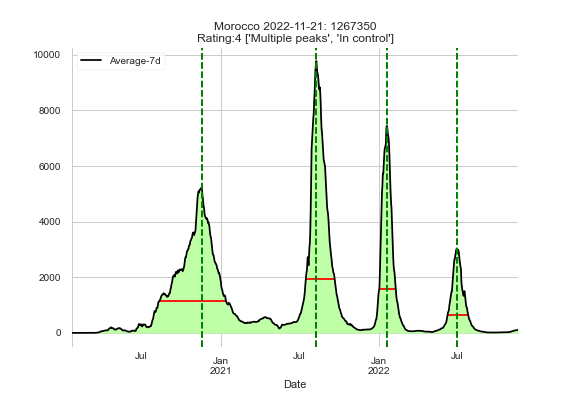 Morocco 2022-11-21: 1267350
Rating:4 ['Multiple peaks', 'In control']
Average-7d
10000
8000
6000
4000
2000
0
Jul
Jan
2021
Jul
Jan
2022
Jul
Date